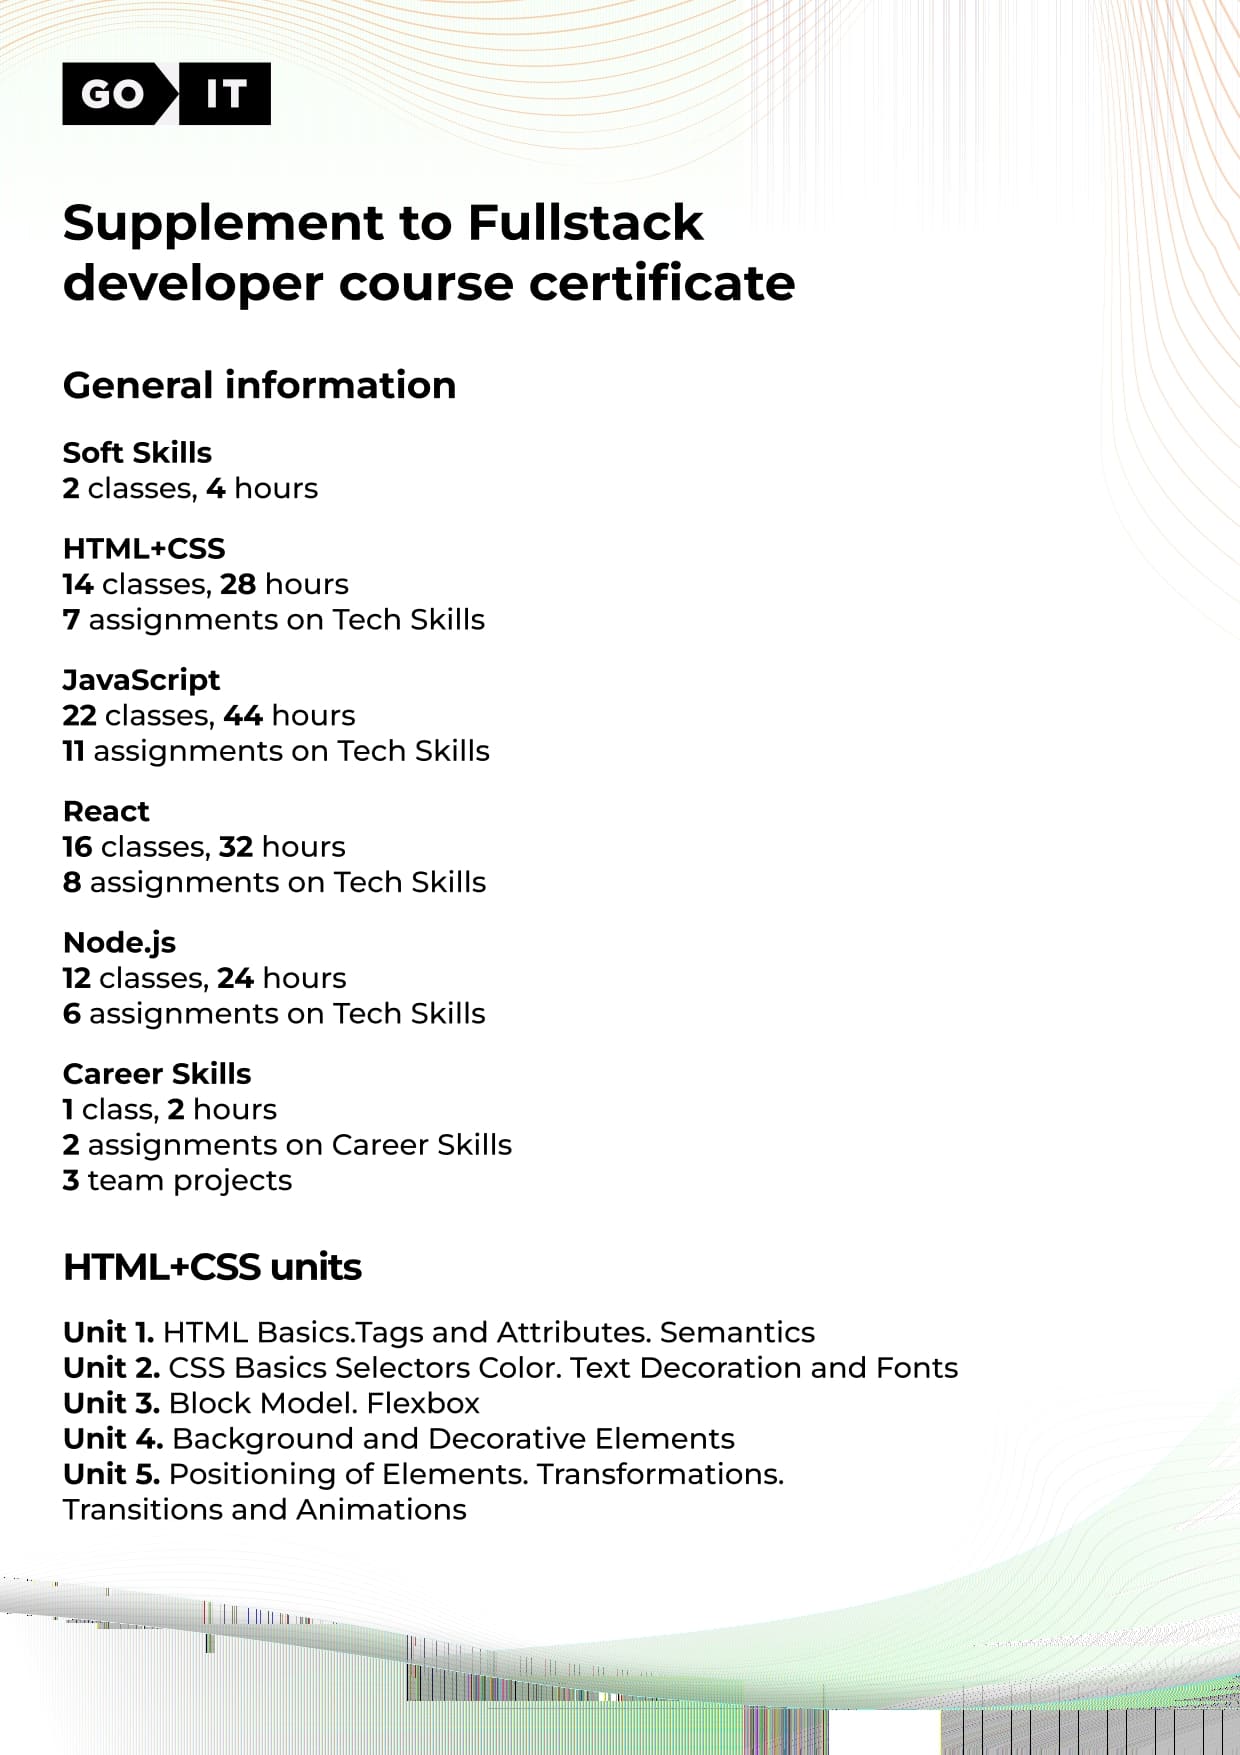 GO IT
Supplement to Fullstack
developer course certificate
General information
Soft Skills
2 classes, 4 hours
HTML+CSS
14 classes, 28 hours
7 assignments on Tech Skills
JavaScript
22 classes, 44 hours
11 assignments on Tech Skills
React
16 classes, 32 hours
8 assignments on Tech Skills
Node.js
12 classes, 24 hours
6 assignments on Tech Skills
Career Skills
1 class, 2 hours
2 assignments on Career Skills
3 team projects
HTML+CSS units
Unit 1. HTML Basics.Tags and Attributes. Semantics
Unit 2. CSS Basics Selectors Color. Text Decoration and Fonts
Unit 3. Block Model. Flexbox
Unit 4. Background and Decorative Elements
Unit 5. Positioning of Elements. Transformations.
Transitions and Animations